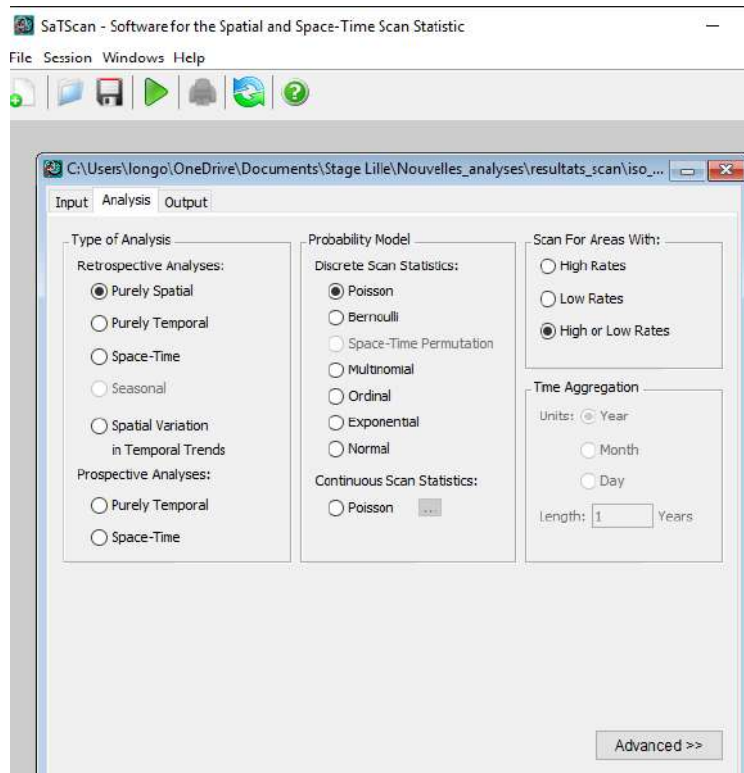 SaTScan - Software for the Spatial and Space-Time Scan Statistic
File Session Windows Help
C:\Users\longo\OneDrive\Documents\Stage Lille\Nouvelles_analyses\resultats_scan\iso_...
Input Analysis Output
Type of Analysis
Retrospective Analyses:
Purely Spatial
Purely Temporal
Space-Time
Seasonal
Spatial Variation
in Temporal Trends
Prospective Analyses:
Purely Temporal
Space-Time
Probability Model
Discrete Scan Statistics:
Poisson
Bernoulli
Space-Time Permutation
Multinomial
Ordinal
Exponential
Normal
Continuous Scan Statistics:
Poisson ...
Scan For Areas With:
High Rates
Low Rates
High or Low Rates
Time Aggregation
Units: Year
Month
Day
Length: 1 Years
Advanced >>